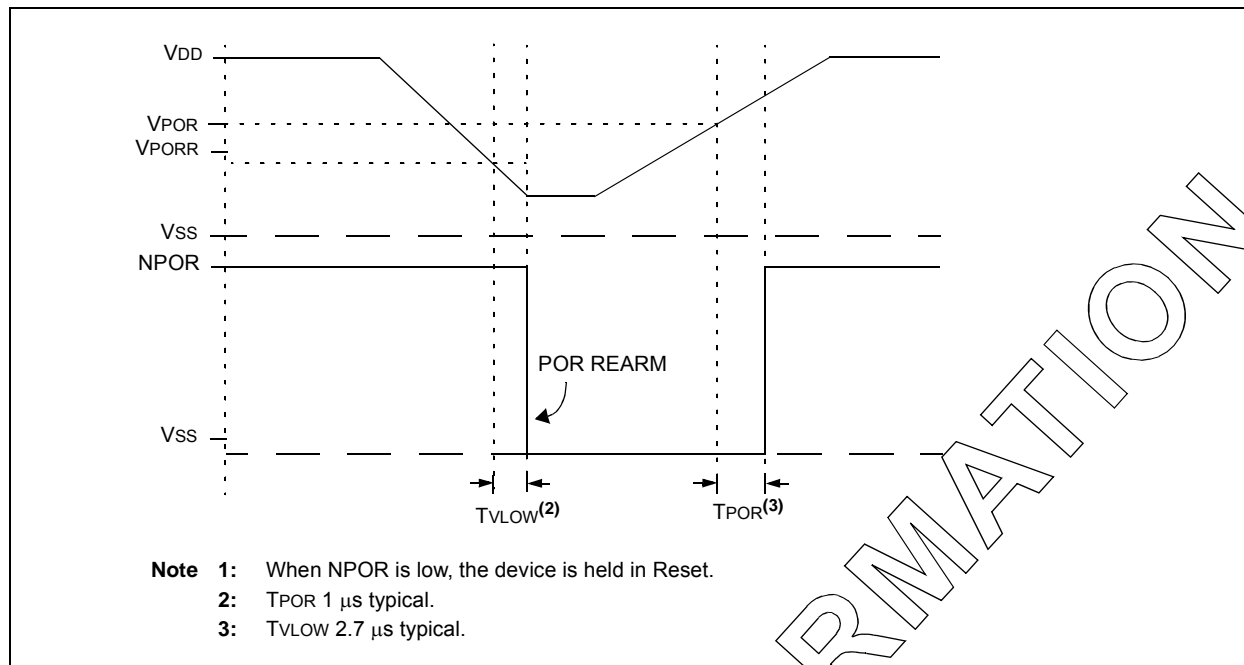 VDD
VPOR
VPORR
VSS
NPOR
POR REARM
VSS
TVLOW(2)
TPOR(3)
Note 1: When NPOR is low, the device is held in Reset.
2: TPOR 1 μs typical.
3: TVLOW 2.7 μs typical.
RMATION